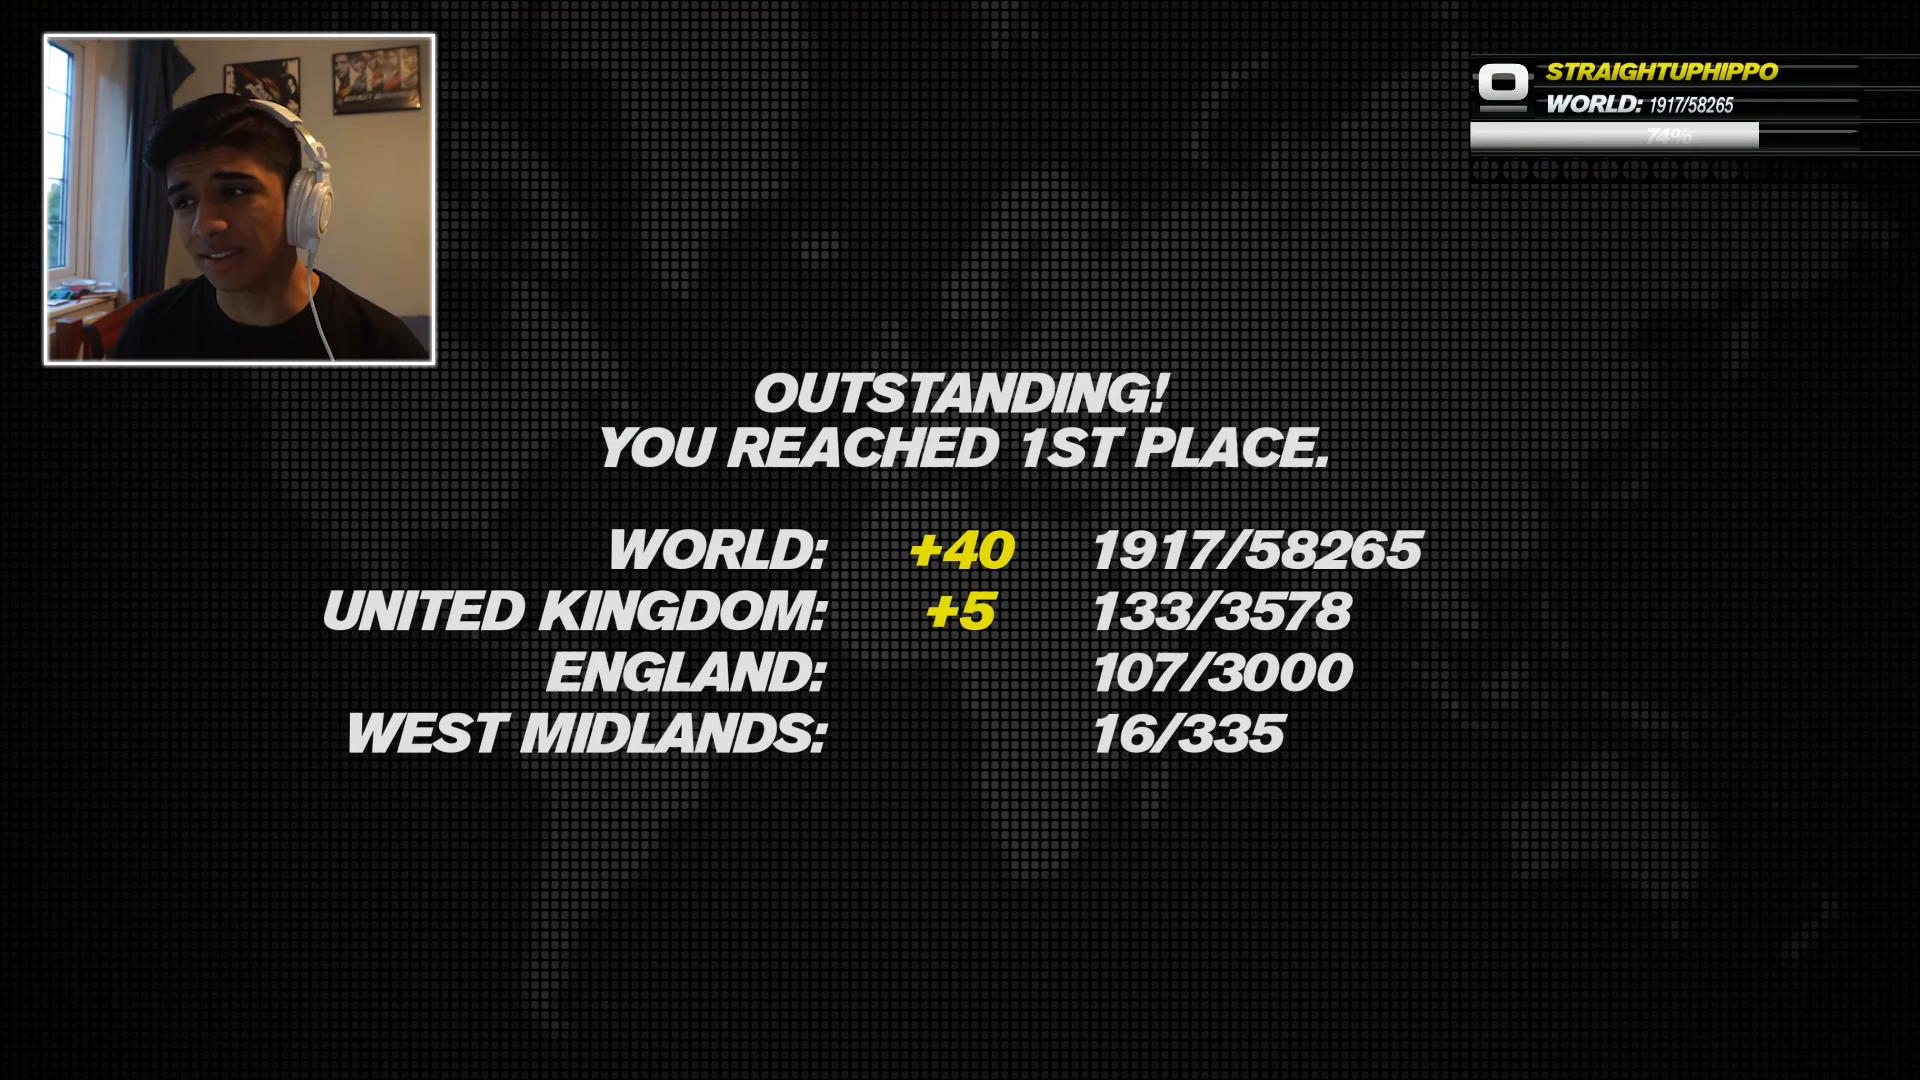 STRAIGHTUPHIPPO
WORLD: 1917/58265
74%
OUTSTANDING!
YOU REACHED 1ST PLACE.
WORLD: +40 1917/58265
UNITED KINGDOM: +5 133/3578
ENGLAND: 107/3000
WEST MIDLANDS: 16/335